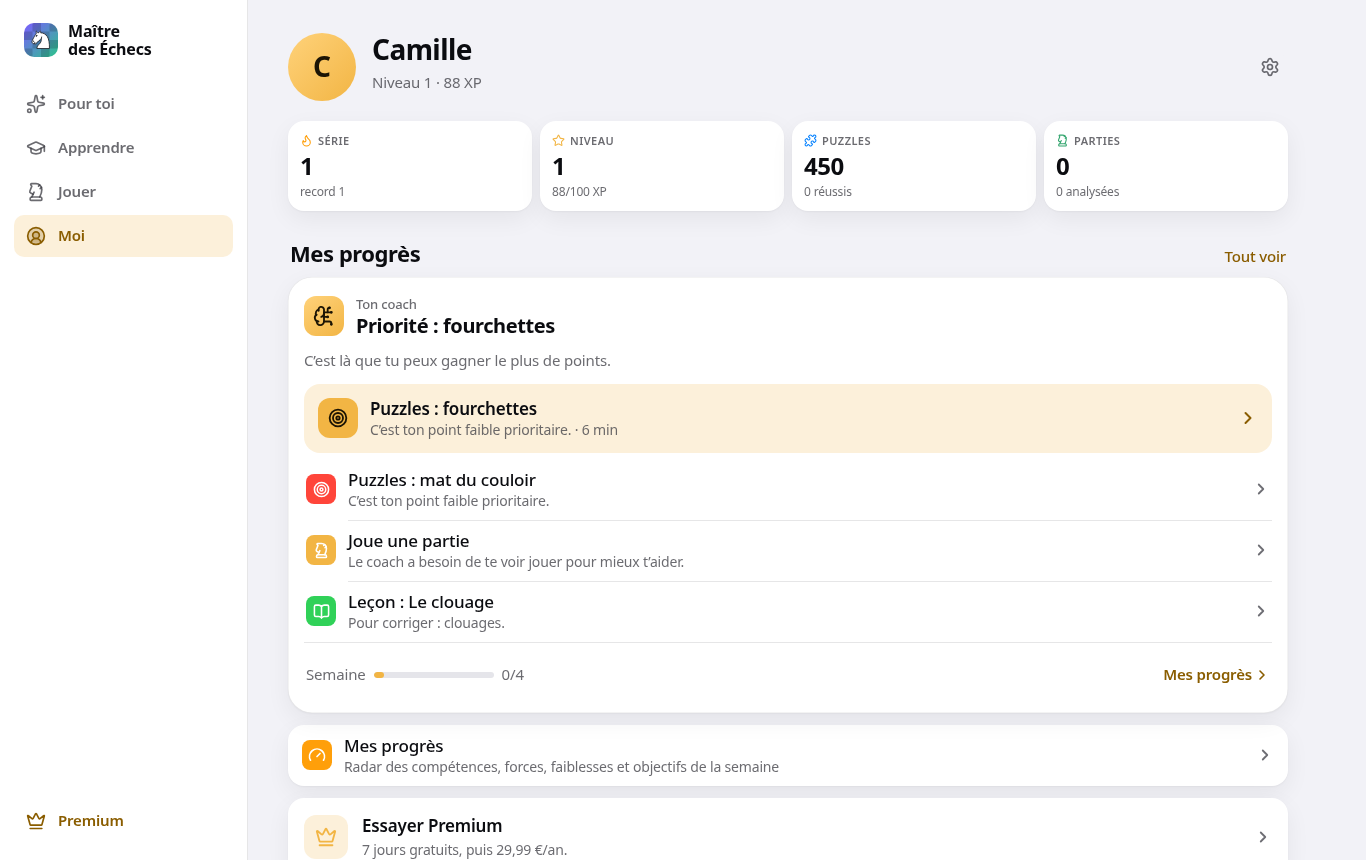 Maître
des Échecs
Pour toi
Apprendre
Jouer
Moi
Premium
C
Camille
Niveau 1 · 88 XP
SÉRIE
1
record 1
NIVEAU
1
88/100 XP
PUZZLES
450
0 réussis
PARTIES
0
0 analysées
Mes progrès
Tout voir
Ton coach
Priorité : fourchettes
C’est là que tu peux gagner le plus de points.
Puzzles : fourchettes
C’est ton point faible prioritaire. · 6 min
Puzzles : mat du couloir
C’est ton point faible prioritaire.
Joue une partie
Le coach a besoin de te voir jouer pour mieux t’aider.
Leçon : Le clouage
Pour corriger : clouages.
Semaine 0/4
Mes progrès
Mes progrès
Radar des compétences, forces, faiblesses et objectifs de la semaine
Essayer Premium
7 jours gratuits, puis 29,99 €/an.